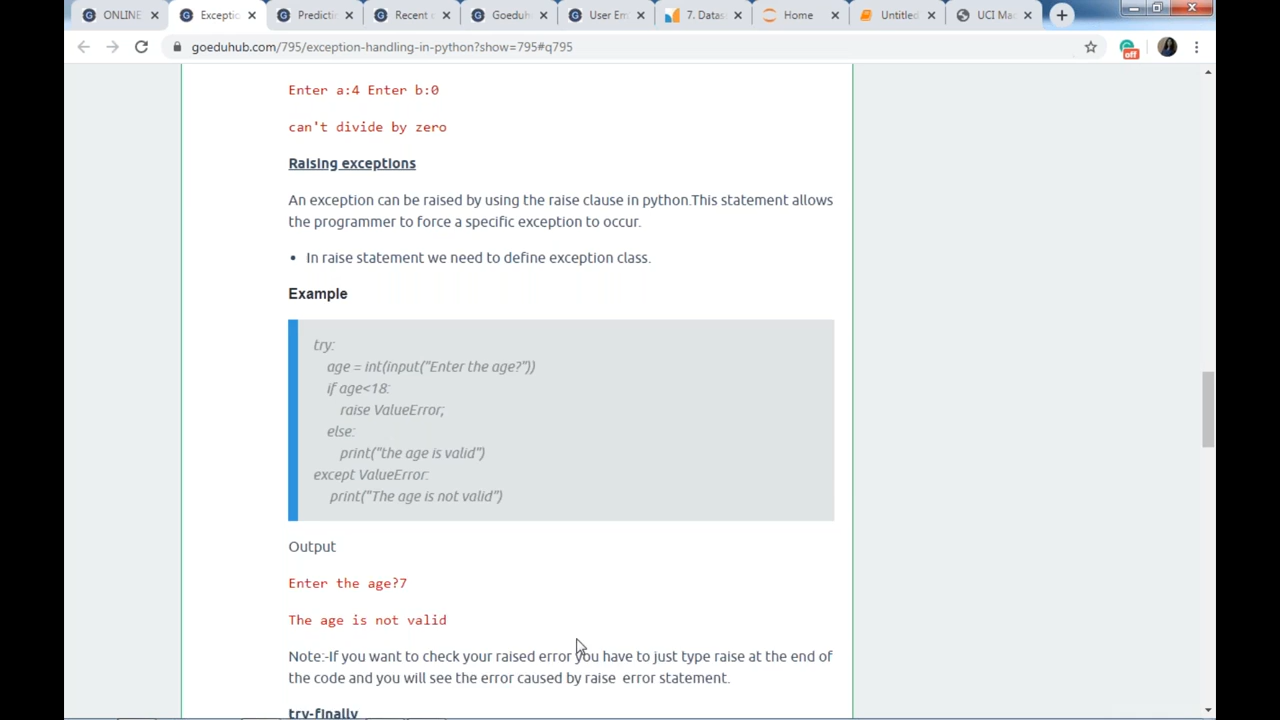 ONLINE
Excepti
Predictin
Recent
Goeduh
User Em
7. Datas
Home
Untitled
UCI Ma
goeduhub.com/795/exception-handling-in-python?show=795#q795
off
Enter a:4 Enter b:0
can't divide by zero
Raising exceptions
An exception can be raised by using the raise clause in python.This statement allows
the programmer to force a specific exception to occur.
• In raise statement we need to define exception class.
Example
try:
age = int(input("Enter the age?"))
if age<18:
raise ValueError;
else:
print("the age is valid")
except ValueError:
print("The age is not valid")
Output
Enter the age?7
The age is not valid
Note:-If you want to check your raised error you have to just type raise at the end of
the code and you will see the error caused by raise error statement.
try-finally